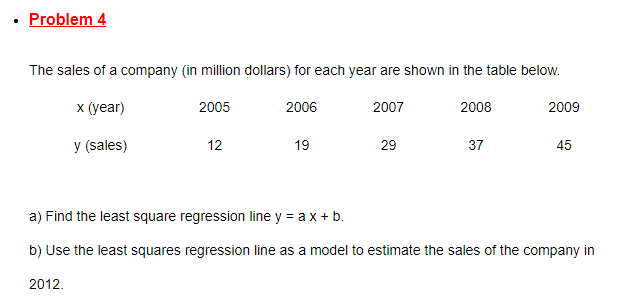 • Problem 4
The sales of a company (in million dollars) for each year are shown in the table below.
x (year) 2005 2006 2007 2008 2009
y (sales) 12 19 29 37 45
a) Find the least square regression line y = a x + b.
b) Use the least squares regression line as a model to estimate the sales of the company in
2012.